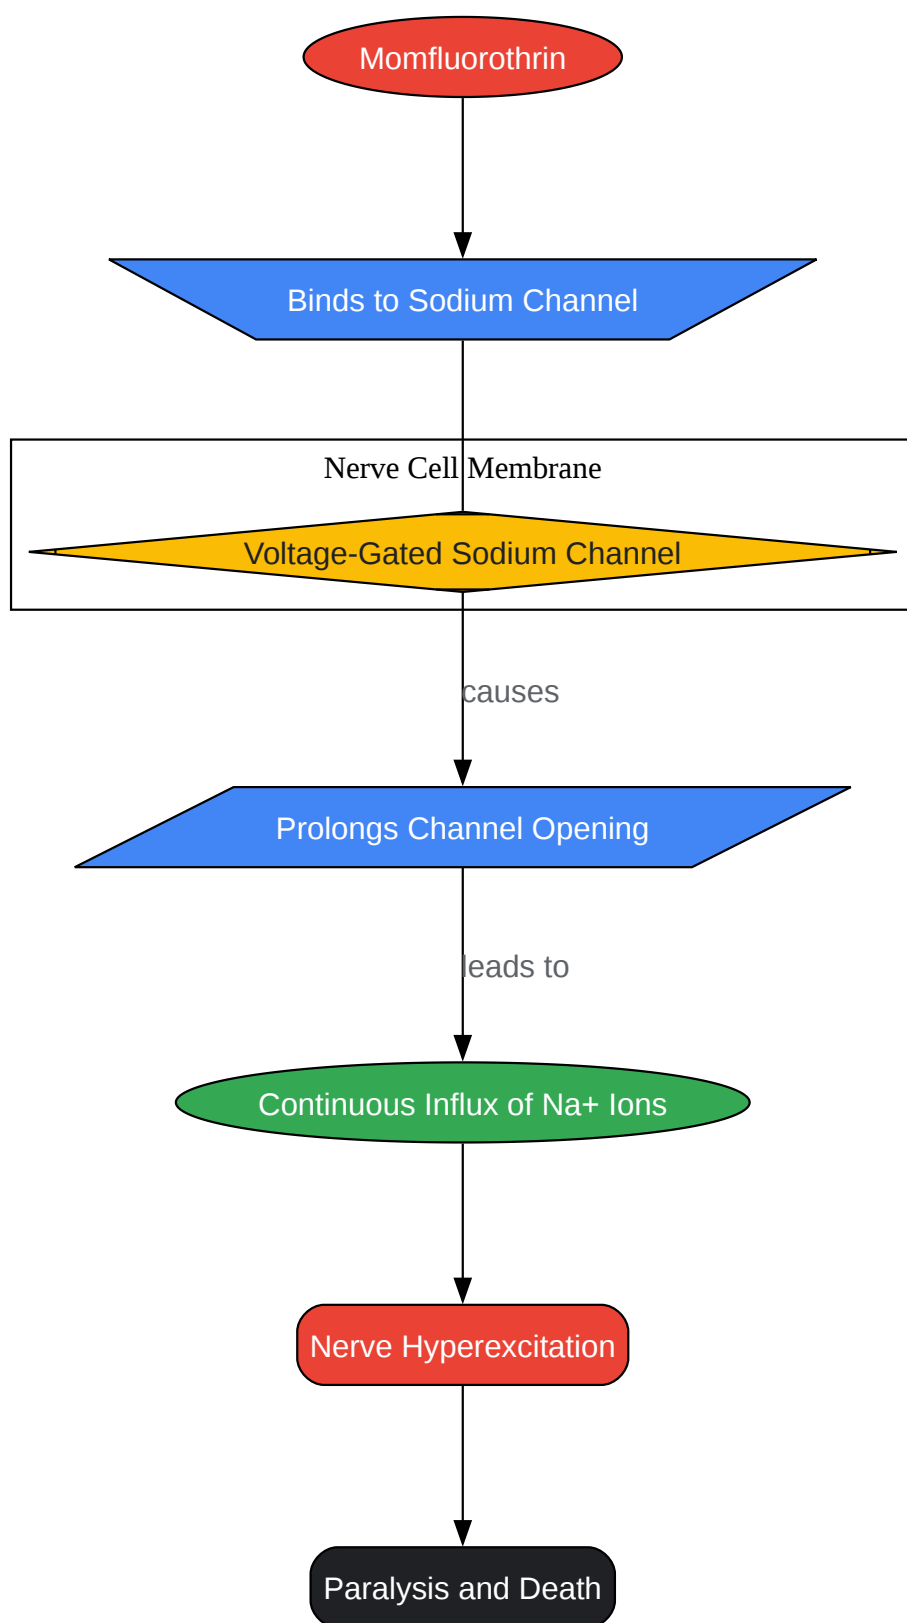 Momfluorothrin
Binds to Sodium Channel
Nerve Cell Membrane
Voltage-Gated Sodium Channel
causes
Prolongs Channel Opening
leads to
Continuous Influx of Na+ Ions
Nerve Hyperexcitation
Paralysis and Death